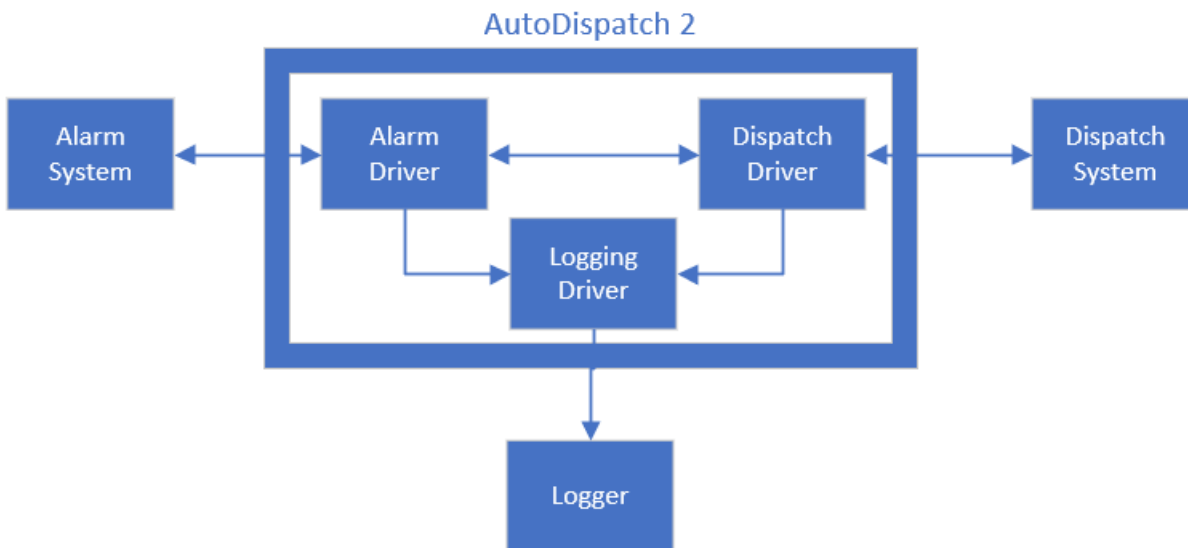 AutoDispatch 2
Alarm
System
Alarm
Driver
Dispatch
Driver
Dispatch
System
Logging
Driver
Logger